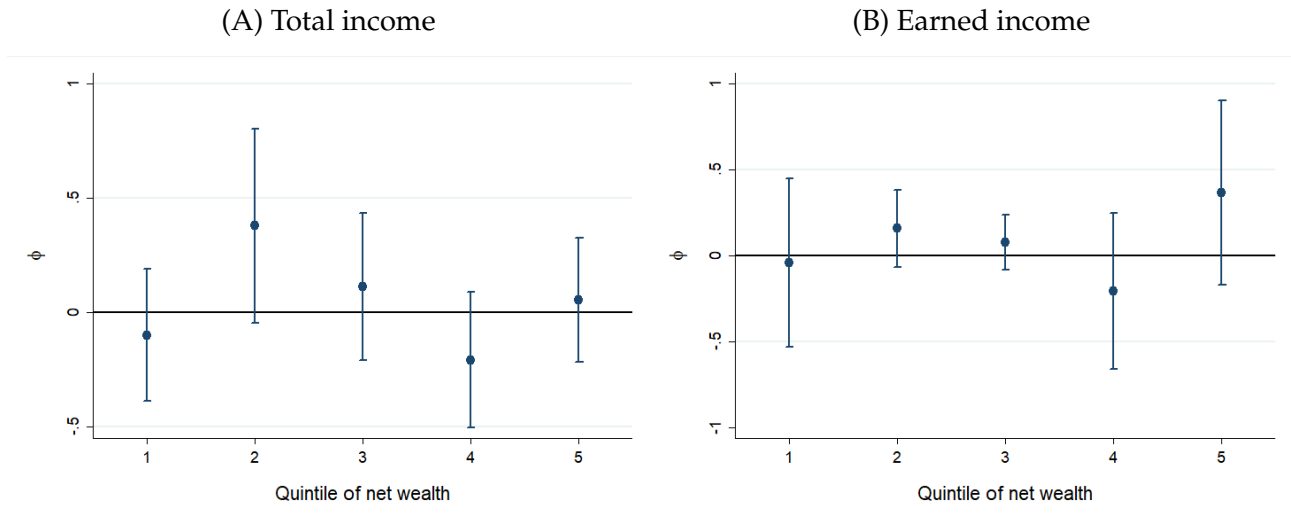 (A) Total income
1
.5
0
-.5
ϕ
1 2 3 4 5
Quintile of net wealth
(B) Earned income
1
.5
0
-.5
-1
ϕ
1 2 3 4 5
Quintile of net wealth